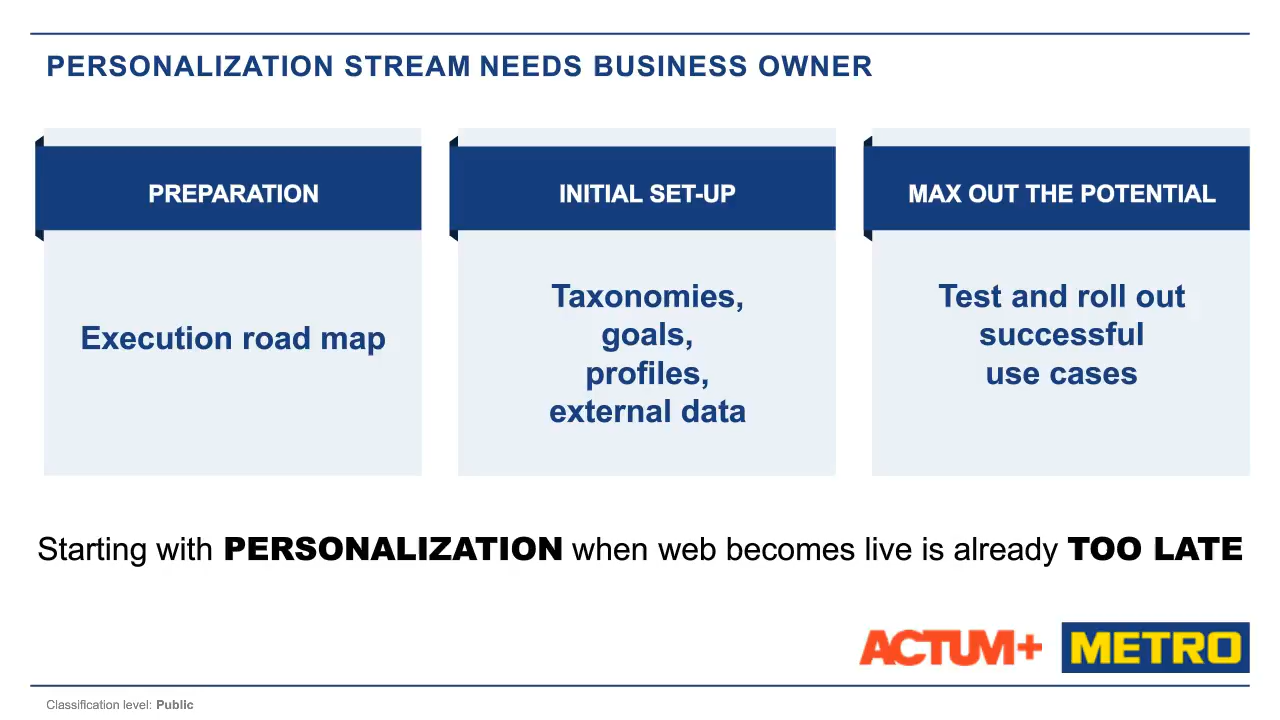 PERSONALIZATION STREAM NEEDS BUSINESS OWNER
PREPARATION
Execution road map
INITIAL SET-UP
Taxonomies,
goals,
profiles,
external data
MAX OUT THE POTENTIAL
Test and roll out
successful
use cases
Starting with PERSONALIZATION when web becomes live is already TOO LATE
ACTUM+
METRO
Classification level: Public